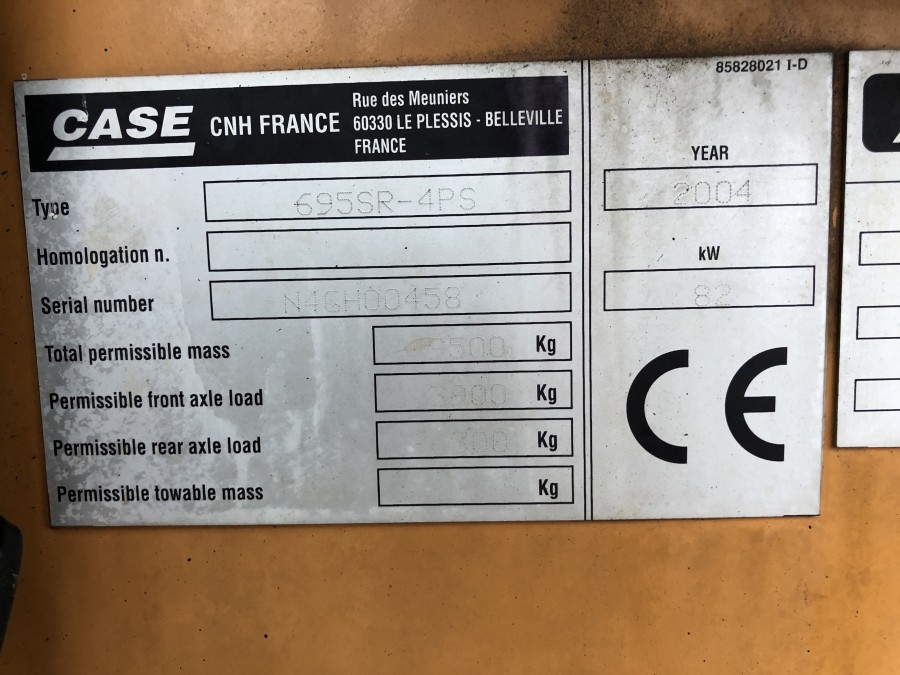 85828021 I-D
CASE
CNH FRANCE
Rue des Meuniers
60330 LE PLESSIS - BELLEVILLE
FRANCE
Type 695SR-4PS
Homologation n.
Serial number N4GH00458
Total permissible mass Kg
Permissible front axle load Kg
Permissible rear axle load Kg
Permissible towable mass Kg
YEAR
2004
kW
82
CE